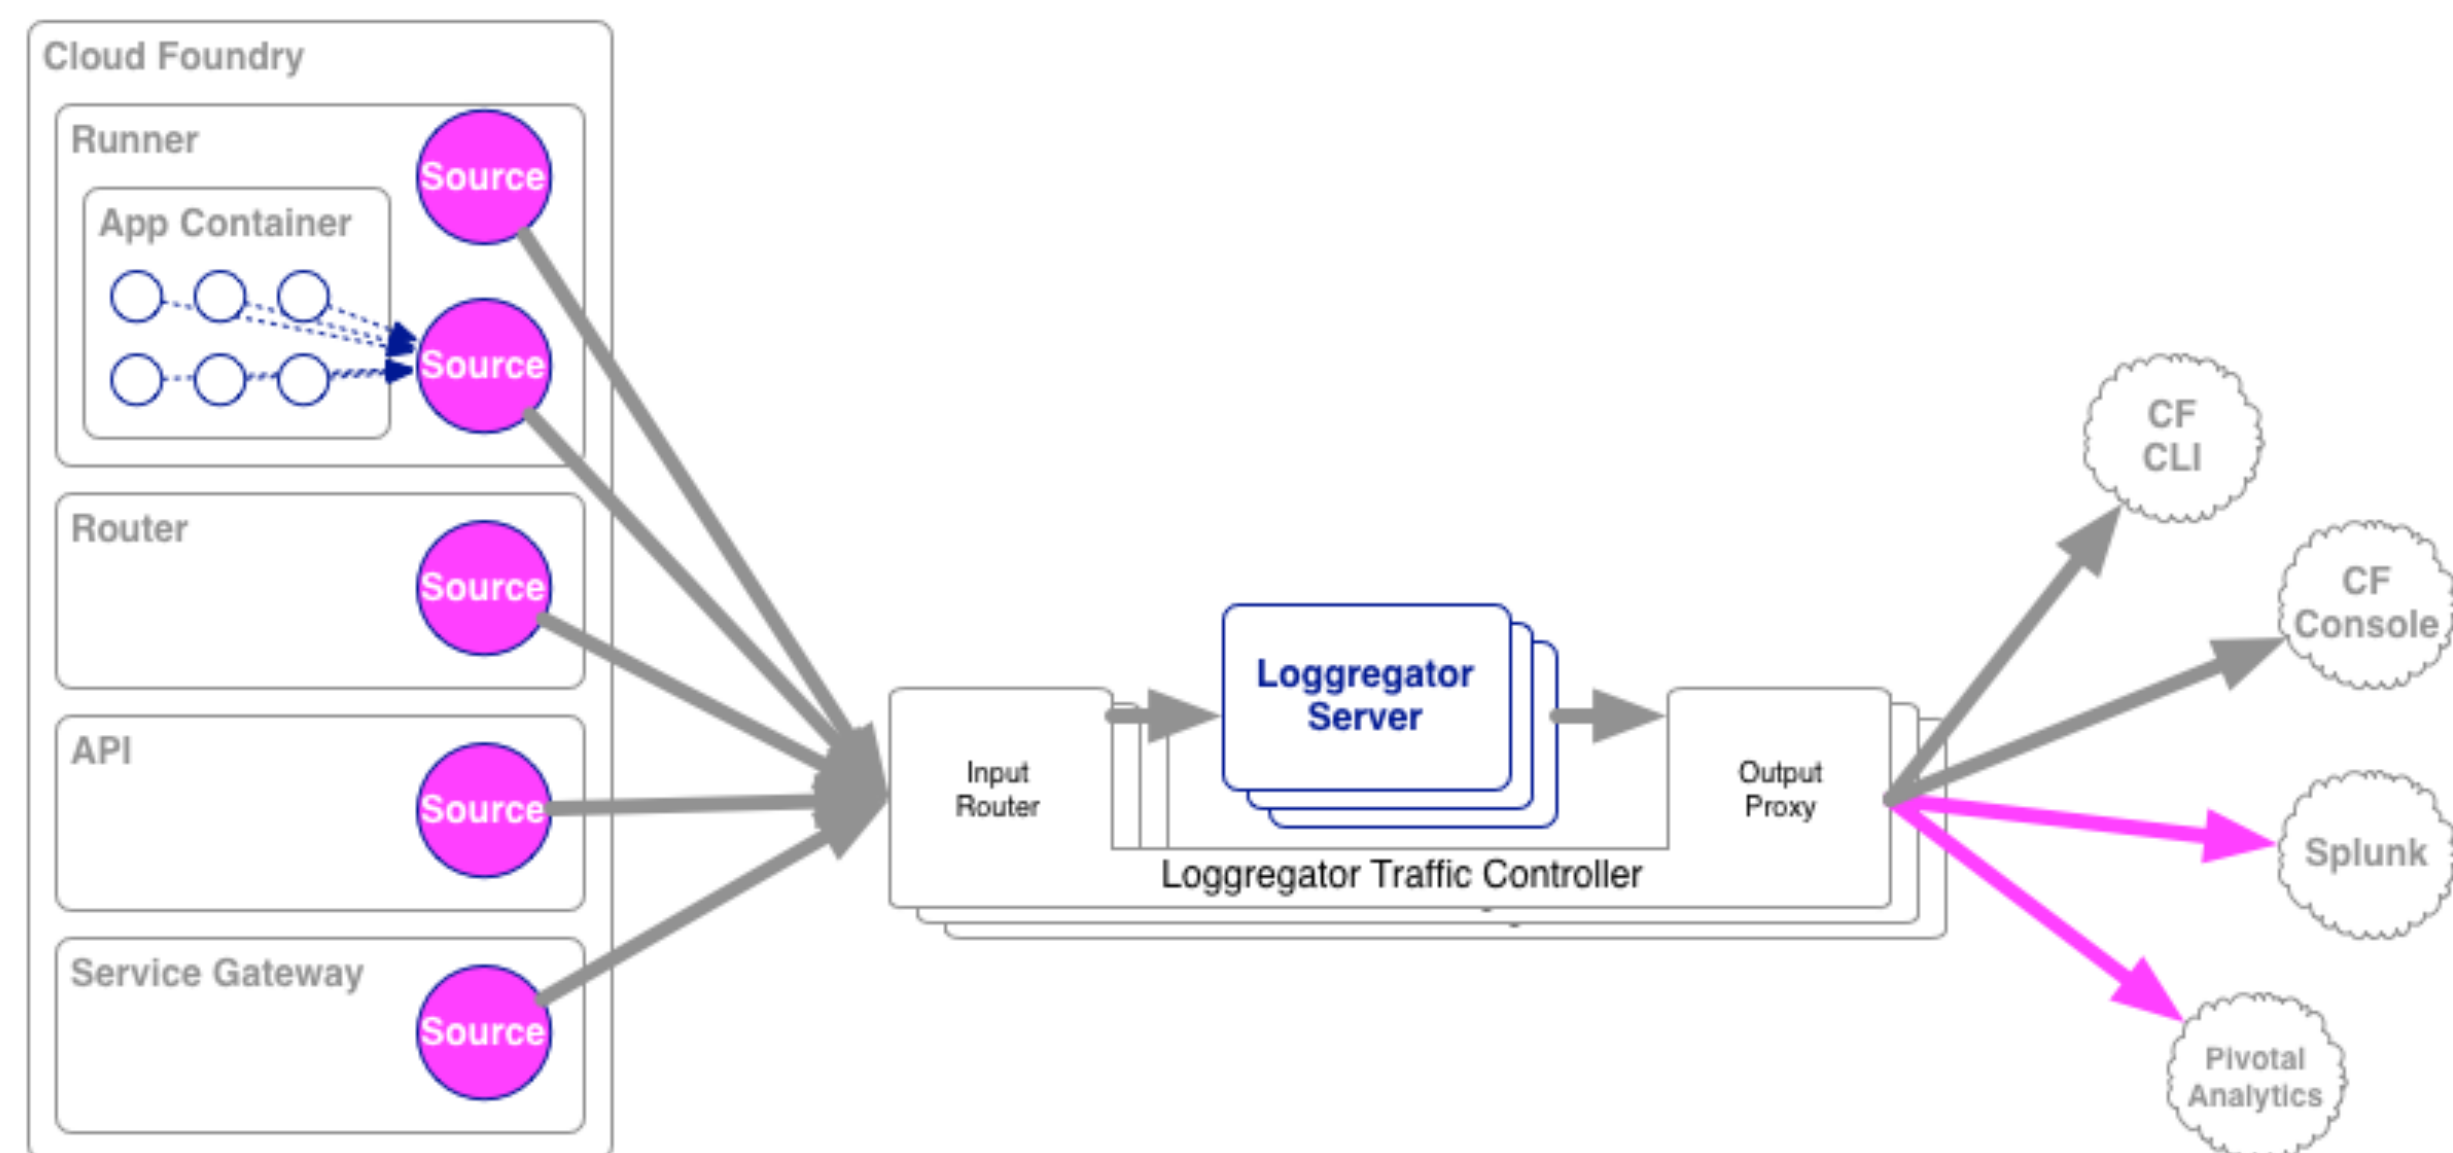 Cloud Foundry
Runner
Source
App Container
Source
Router
Source
API
Source
Service Gateway
Source
Input
Router
Loggregator
Server
Output
Proxy
Loggregator Traffic Controller
CF
CLI
CF
Console
Splunk
Pivotal
Analytics